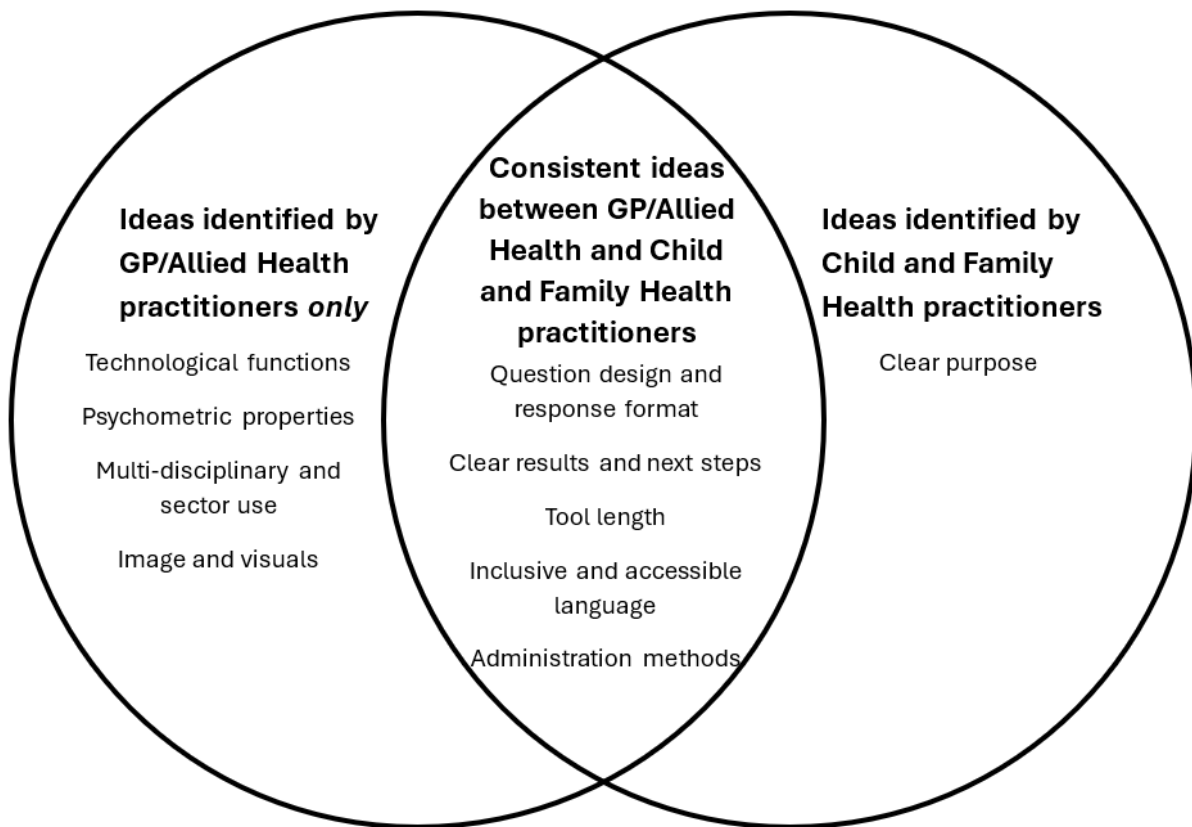 Ideas identified by
GP/Allied Health
practitioners only
Technological functions
Psychometric properties
Multi-disciplinary and
sector use
Image and visuals
Consistent ideas
between GP/Allied
Health and Child
and Family Health
practitioners
Question design and
response format
Clear results and next steps
Tool length
Inclusive and accessible
language
Administration methods
Ideas identified by
Child and Family
Health practitioners
Clear purpose